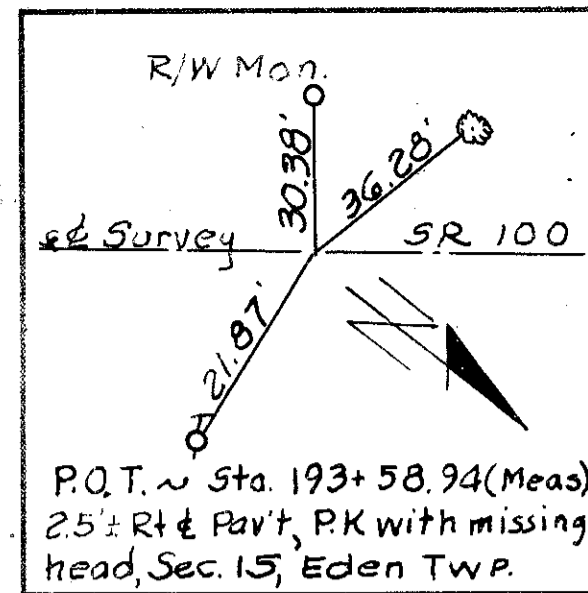 R/W Mon.
30.38'
36.28'
℄ Survey
SR 100
21.87'
T
N
P.O.T. ~ Sta. 193+58.94(Meas)
2.5'± Rt ℄ Pav't, P.K with missing
head, Sec. 15, Eden Twp.